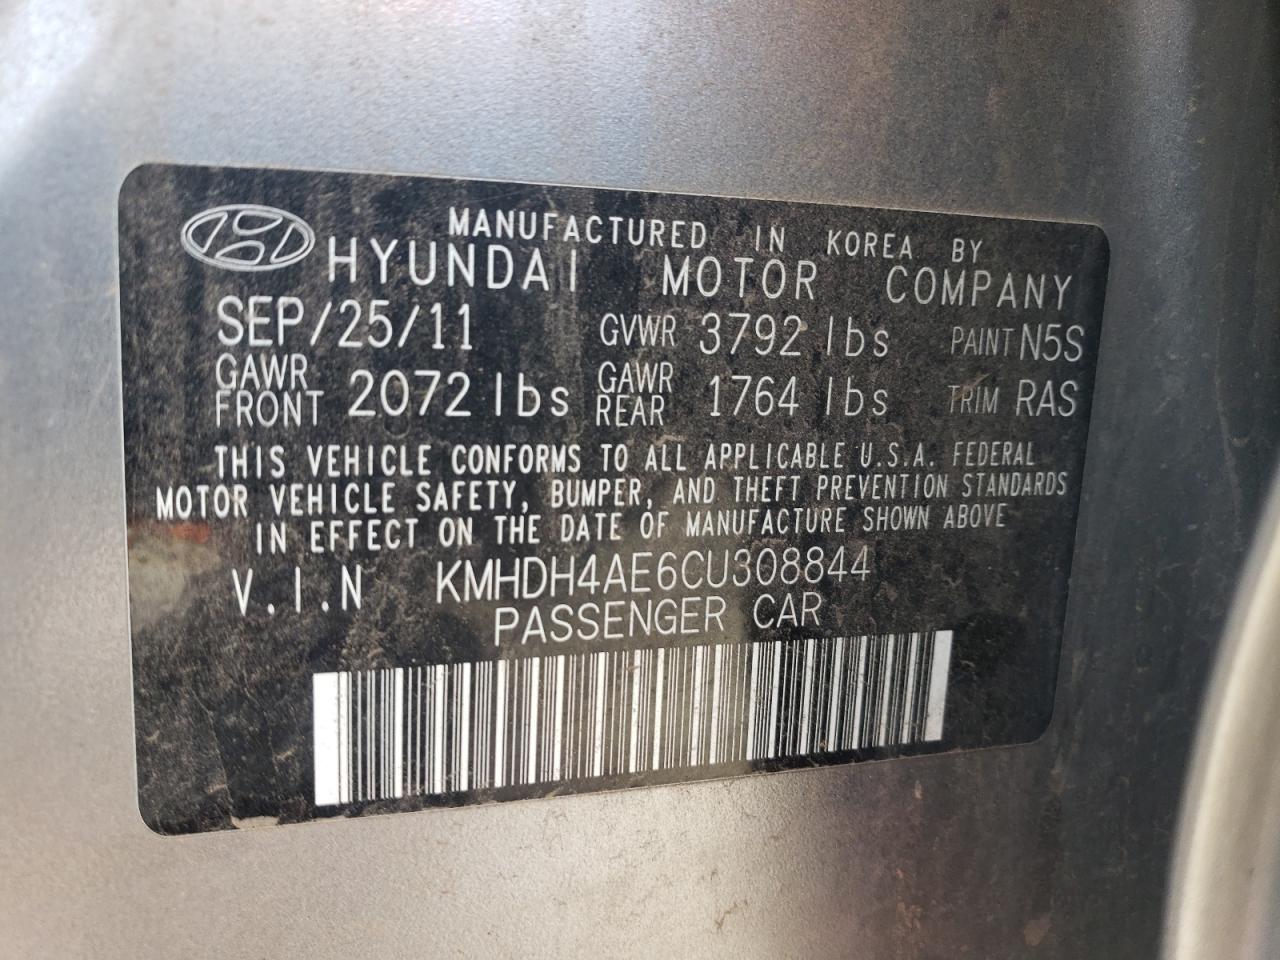 MANUFACTURED IN KOREA BY
HYUNDAI MOTOR COMPANY
SEP/25/11 GVWR 3792 lbs PAINT N5S
GAWR FRONT 2072 lbs GAWR REAR 1764 lbs TRIM RAS
THIS VEHICLE CONFORMS TO ALL APPLICABLE U.S.A. FEDERAL
MOTOR VEHICLE SAFETY, BUMPER, AND THEFT PREVENTION STANDARDS
IN EFFECT ON THE DATE OF MANUFACTURE SHOWN ABOVE
V.I.N KMHDH4AE6CU308844
PASSENGER CAR